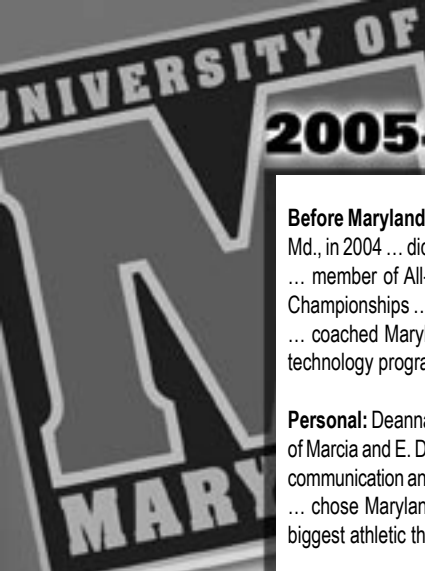 UNIVERSITY OF
2005-
Before Maryland
Md., in 2004 … did
… member of All-
Championships …
… coached Maryl
technology progra
Personal: Deanna
of Marcia and E. D
communication and
… chose Marylan
biggest athletic th
M
MARY